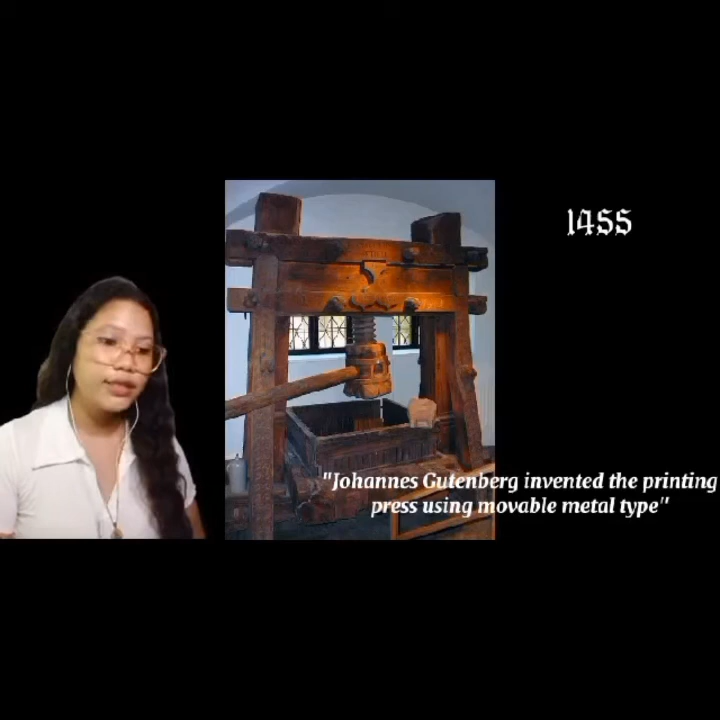 1455
"Johannes Gutenberg invented the printing
press using movable metal type"